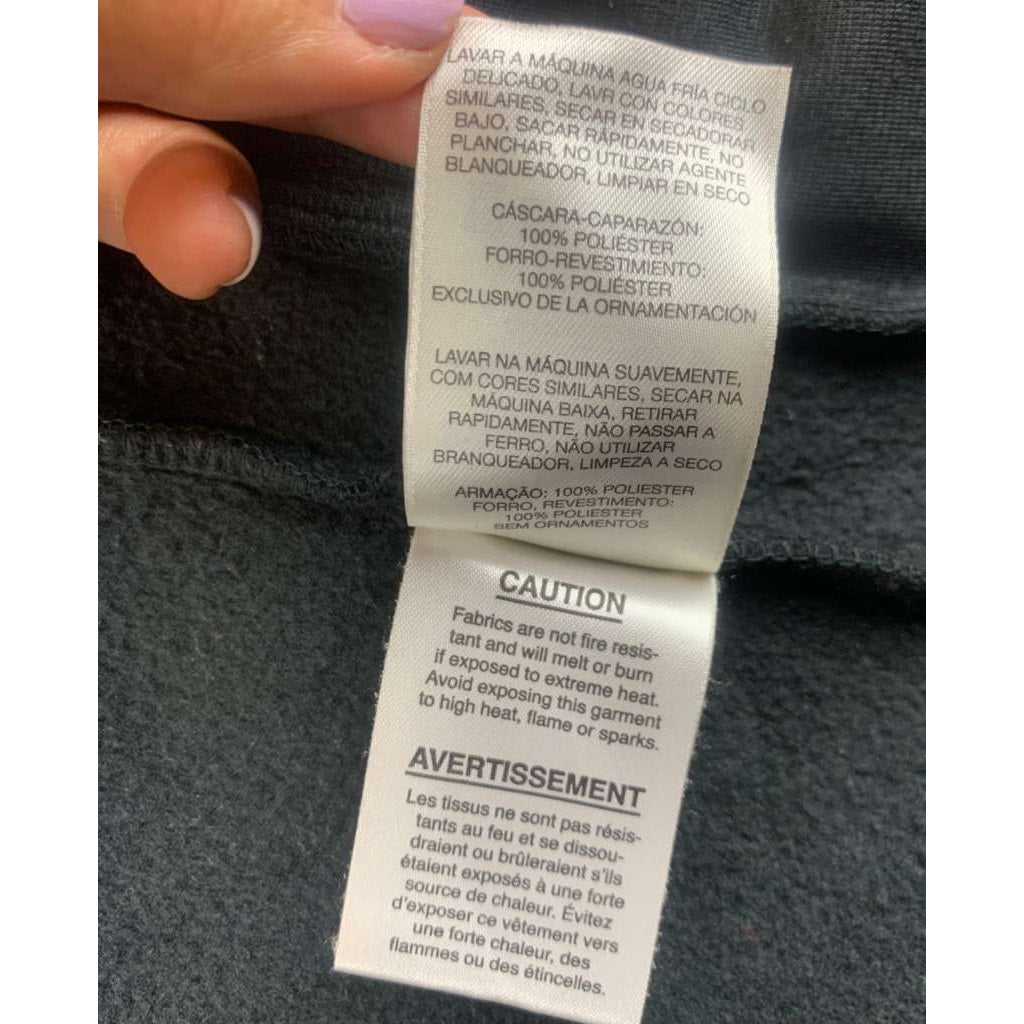 LAVAR A MÁQUINA AGUA FRÍA CICLO
DELICADO, LAVR CON COLORES
SIMILARES, SECAR EN SECADORA
BAJO, SACAR RÁPIDAMENTE, NO
PLANCHAR, NO UTILIZAR AGENTE
BLANQUEADOR, LIMPIAR EN SECO
CÁSCARA-CAPARAZÓN:
100% POLIÉSTER
FORRO-REVESTIMIENTO:
100% POLIÉSTER
EXCLUSIVO DE LA ORNAMENTACIÓN
LAVAR NA MÁQUINA SUAVEMENTE,
COM CORES SIMILARES, SECAR NA
MÁQUINA BAIXA, RETIRAR
RAPIDAMENTE, NÃO PASSAR A
FERRO, NÃO UTILIZAR
BRANQUEADOR, LIMPEZA A SECO
ARMAÇÃO: 100% POLIESTER
FORRO, REVESTIMENTO:
100% POLIESTER
SEM ORNAMENTOS
CAUTION
Fabrics are not fire resis-
tant and will melt or burn
if exposed to extreme heat.
Avoid exposing this garment
to high heat, flame or sparks.
AVERTISSEMENT
Les tissus ne sont pas résis-
tants au feu et se dissou-
draient ou brûleraient s'ils
étaient exposés à une forte
source de chaleur. Évitez
d'exposer ce vêtement vers
une forte chaleur, des
flammes ou des étincelles.